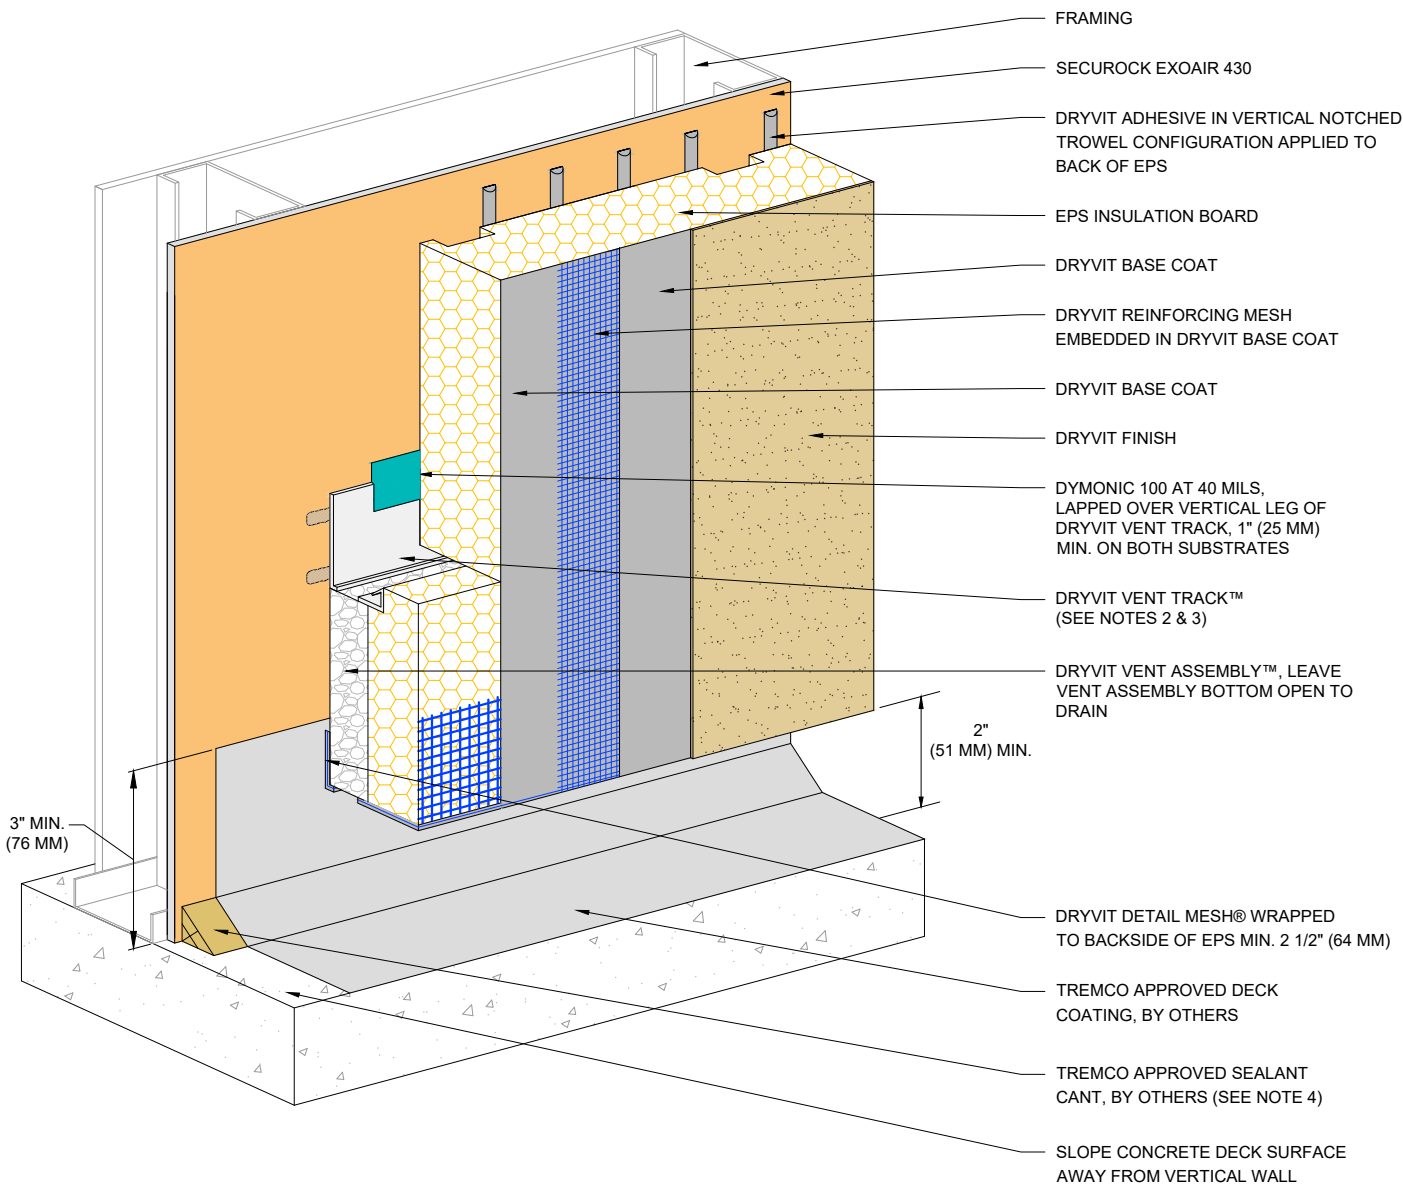 FRAMING
SECUROCK EXOAIR 430
DRYVIT ADHESIVE IN VERTICAL NOTCHED
TROWEL CONFIGURATION APPLIED TO
BACK OF EPS
EPS INSULATION BOARD
DRYVIT BASE COAT
DRYVIT REINFORCING MESH
EMBEDDED IN DRYVIT BASE COAT
DRYVIT BASE COAT
DRYVIT FINISH
DYMONIC 100 AT 40 MILS,
LAPPED OVER VERTICAL LEG OF
DRYVIT VENT TRACK, 1" (25 MM)
MIN. ON BOTH SUBSTRATES
DRYVIT VENT TRACK™
(SEE NOTES 2 & 3)
DRYVIT VENT ASSEMBLY™, LEAVE
VENT ASSEMBLY BOTTOM OPEN TO
DRAIN
2"
(51 MM) MIN.
3" MIN.
(76 MM)
DRYVIT DETAIL MESH® WRAPPED
TO BACKSIDE OF EPS MIN. 2 1/2" (64 MM)
TREMCO APPROVED DECK
COATING, BY OTHERS
TREMCO APPROVED SEALANT
CANT, BY OTHERS (SEE NOTE 4)
SLOPE CONCRETE DECK SURFACE
AWAY FROM VERTICAL WALL